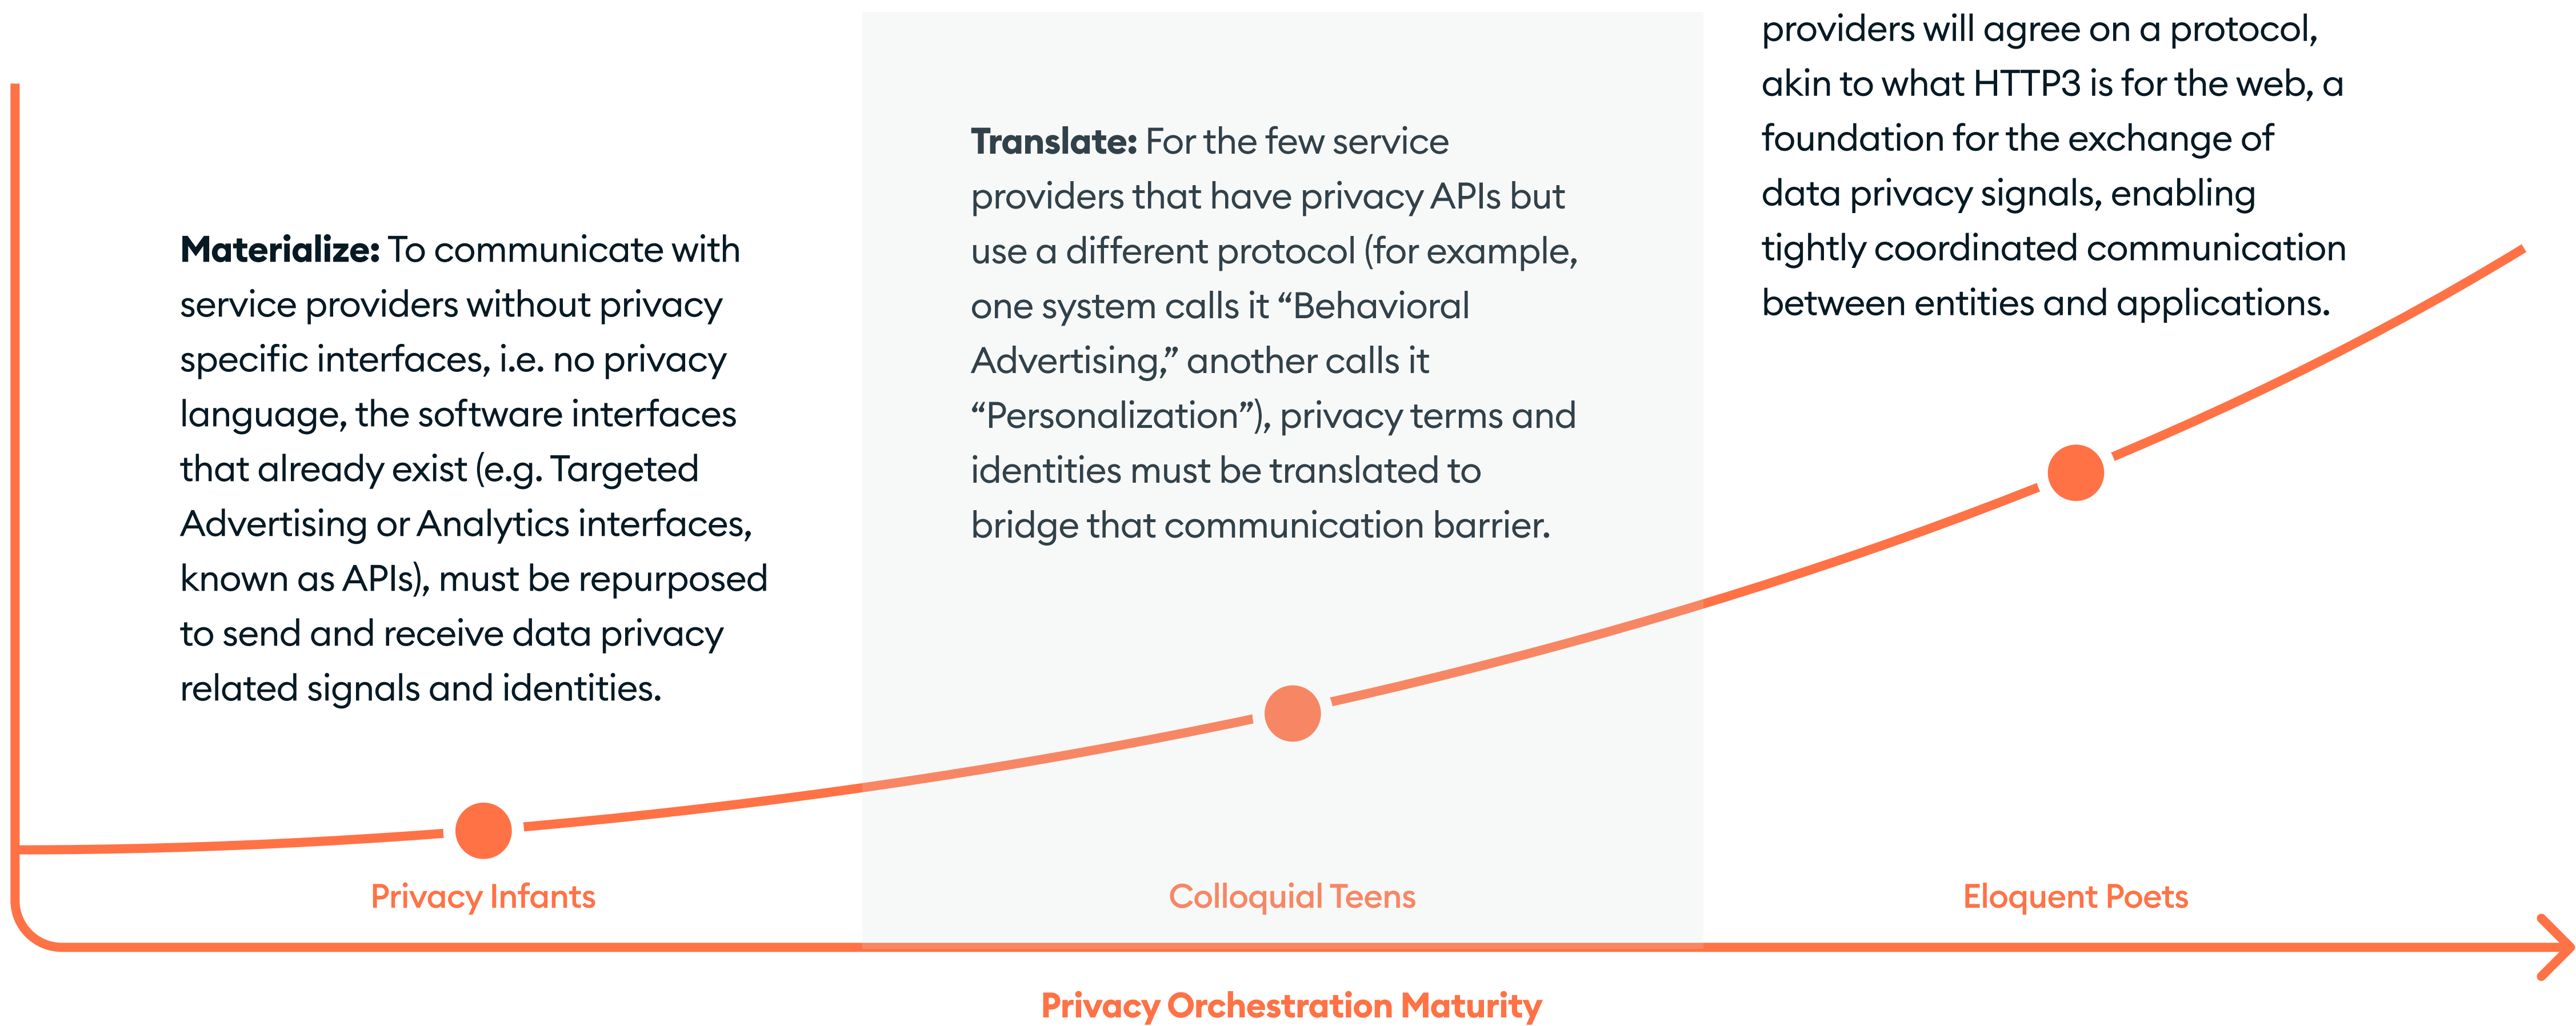 Materialize: To communicate with
service providers without privacy
specific interfaces, i.e. no privacy
language, the software interfaces
that already exist (e.g. Targeted
Advertising or Analytics interfaces,
known as APIs), must be repurposed
to send and receive data privacy
related signals and identities.
Translate: For the few service
providers that have privacy APIs but
use a different protocol (for example,
one system calls it “Behavioral
Advertising,” another calls it
“Personalization”), privacy terms and
identities must be translated to
bridge that communication barrier.
providers will agree on a protocol,
akin to what HTTP3 is for the web, a
foundation for the exchange of
data privacy signals, enabling
tightly coordinated communication
between entities and applications.
Privacy Infants
Colloquial Teens
Eloquent Poets
Privacy Orchestration Maturity